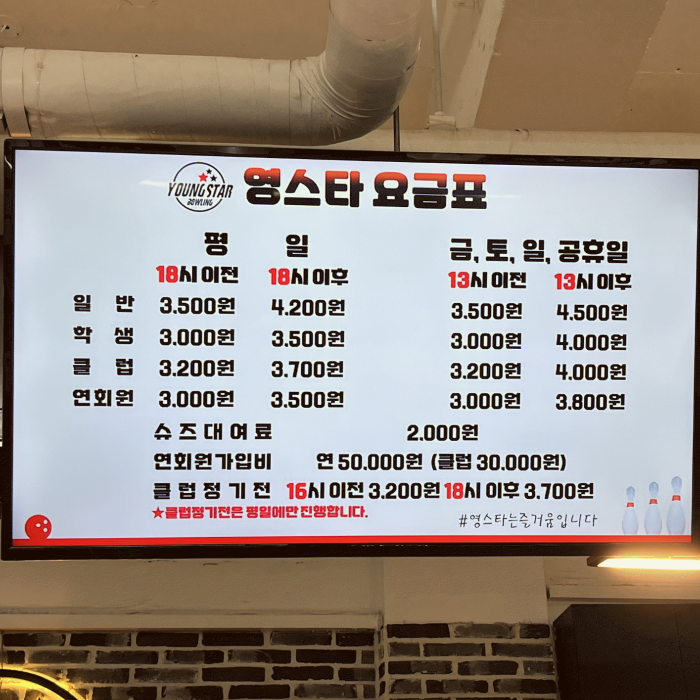 YOUNG STAR
BOWLING
영스타 요금표
평 일
금, 토, 일, 공휴일
18시 이전 18시 이후 13시 이전 13시 이후
일 반 3.500원 4.200원 3.500원 4.500원
학 생 3.000원 3.500원 3.000원 4.000원
클 럽 3.200원 3.700원 3.200원 4.000원
연회원 3.000원 3.500원 3.000원 3.800원
슈즈대여료 2.000원
연회원가입비 연 50.000원 (클럽 30.000원)
클럽정기전 16시 이전 3.200원 18시 이후 3.700원
★클럽정기전은 평일에만 진행합니다.
#영스타는즐거움입니다